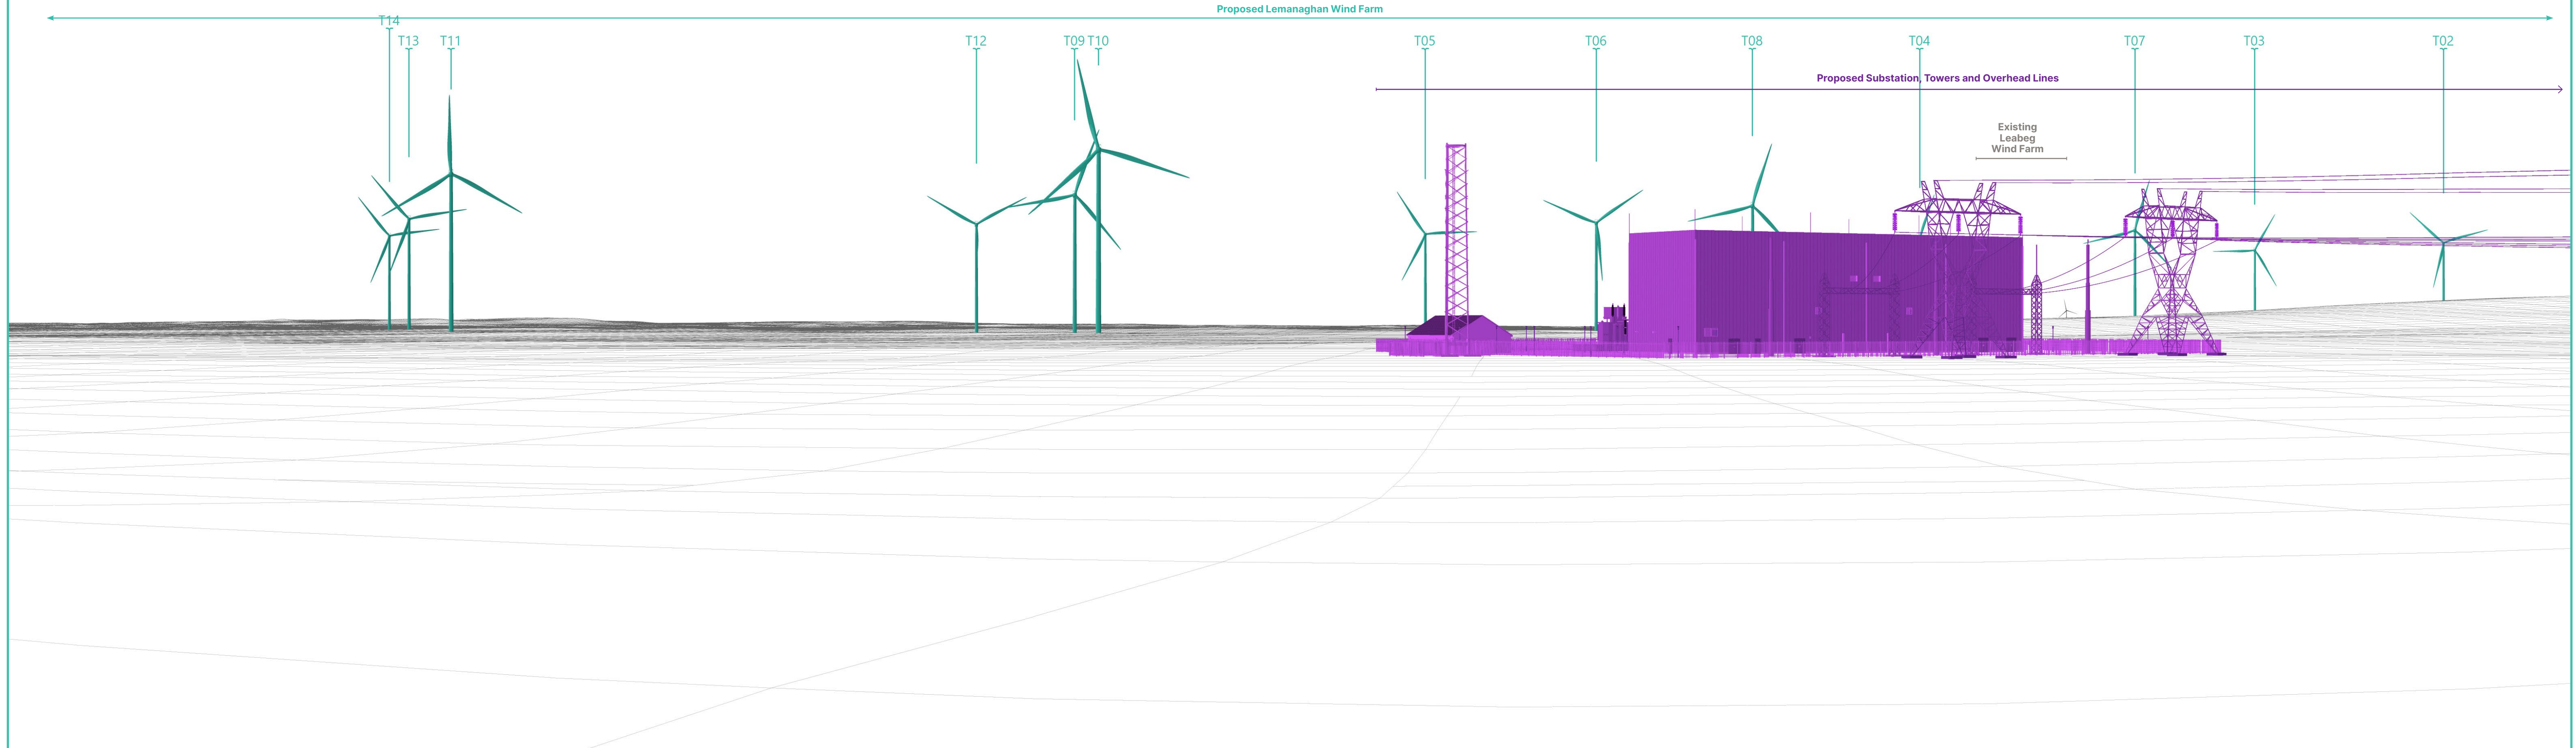 Proposed Lemanaghan Wind Farm
T14
T13 T11 T12 T09 T10 T05 T06 T08 T04 T07 T03 T02
Proposed Substation, Towers and Overhead Lines
Existing
Leabeg
Wind Farm